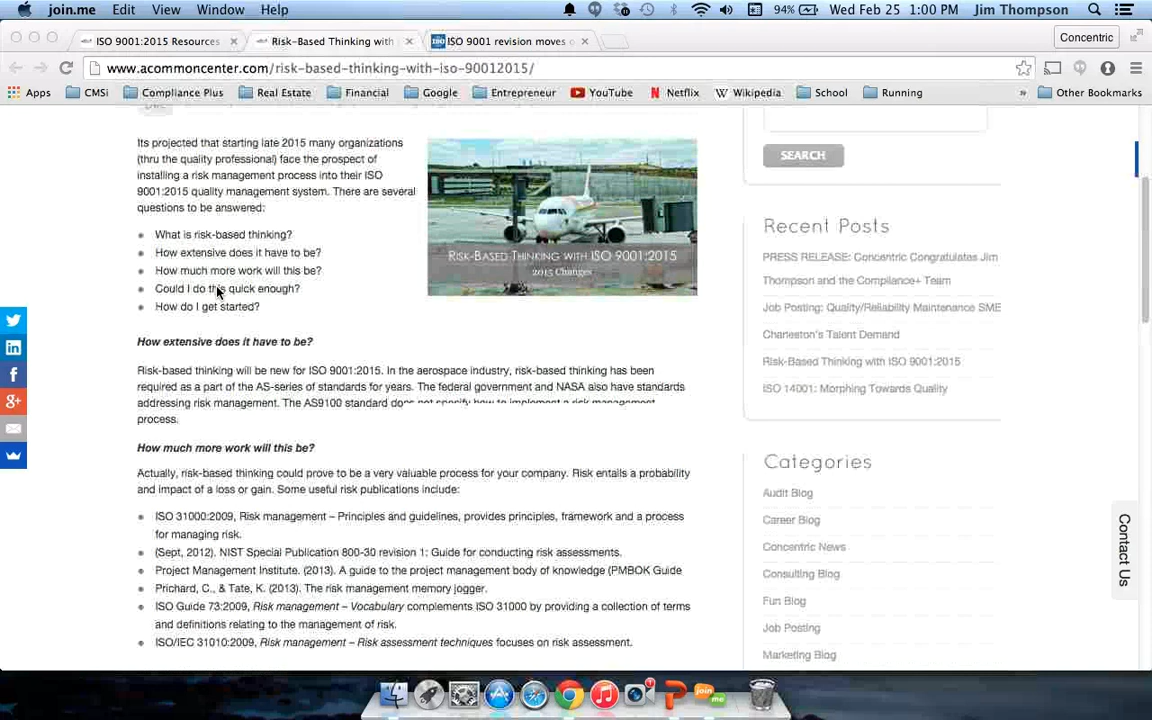 join.me Edit View Window Help 94% Wed Feb 25 1:00 PM Jim Thompson
ISO 9001:2015 Resources
Risk-Based Thinking with
ISO 9001 revision moves
Concentric
www.acommoncenter.com/risk-based-thinking-with-iso-90012015/
Apps CMSi Compliance Plus Real Estate Financial Google Entrepreneur YouTube Netflix Wikipedia School Running » Other Bookmarks
Its projected that starting late 2015 many organizations
(thru the quality professional) face the prospect of
installing a risk management process into their ISO
9001:2015 quality management system. There are several
questions to be answered:
What is risk-based thinking?
How extensive does it have to be?
How much more work will this be?
Could I do this quick enough?
How do I get started?
RISK-BASED THINKING WITH ISO 9001:2015
2015 Changes
How extensive does it have to be?
Risk-based thinking will be new for ISO 9001:2015. In the aerospace industry, risk-based thinking has been
required as a part of the AS-series of standards for years. The federal government and NASA also have standards
addressing risk management. The AS9100 standard does not specify how to implement a risk management
process.
How much more work will this be?
Actually, risk-based thinking could prove to be a very valuable process for your company. Risk entails a probability
and impact of a loss or gain. Some useful risk publications include:
ISO 31000:2009, Risk management – Principles and guidelines, provides principles, framework and a process
for managing risk.
(Sept, 2012). NIST Special Publication 800-30 revision 1: Guide for conducting risk assessments.
Project Management Institute. (2013). A guide to the project management body of knowledge (PMBOK Guide
Prichard, C., & Tate, K. (2013). The risk management memory jogger.
ISO Guide 73:2009, Risk management – Vocabulary complements ISO 31000 by providing a collection of terms
and definitions relating to the management of risk.
ISO/IEC 31010:2009, Risk management – Risk assessment techniques focuses on risk assessment.
SEARCH
Recent Posts
PRESS RELEASE: Concentric Congratulates Jim
Thompson and the Compliance+ Team
Job Posting: Quality/Reliability Maintenance SME
Charleston's Talent Demand
Risk-Based Thinking with ISO 9001:2015
ISO 14001: Morphing Towards Quality
Categories
Audit Blog
Career Blog
Concentric News
Consulting Blog
Fun Blog
Job Posting
Marketing Blog
Contact Us
join me